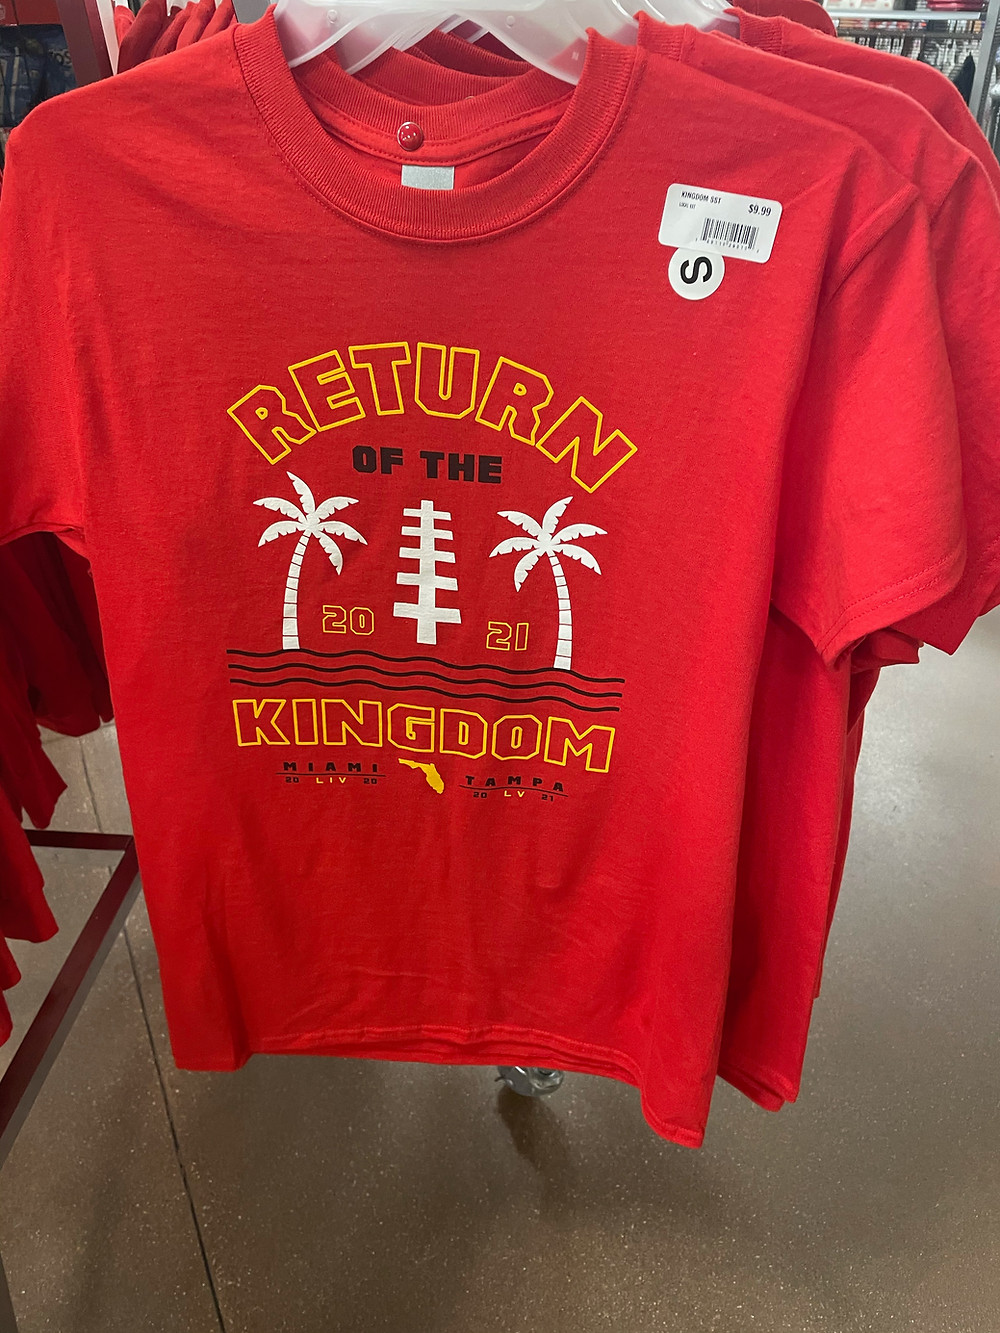 KINGDOM SST
$9.99
S
RETURN
OF THE
20 21
KINGDOM
MIAMI TAMPA
20 LIV 20 20 LV 21